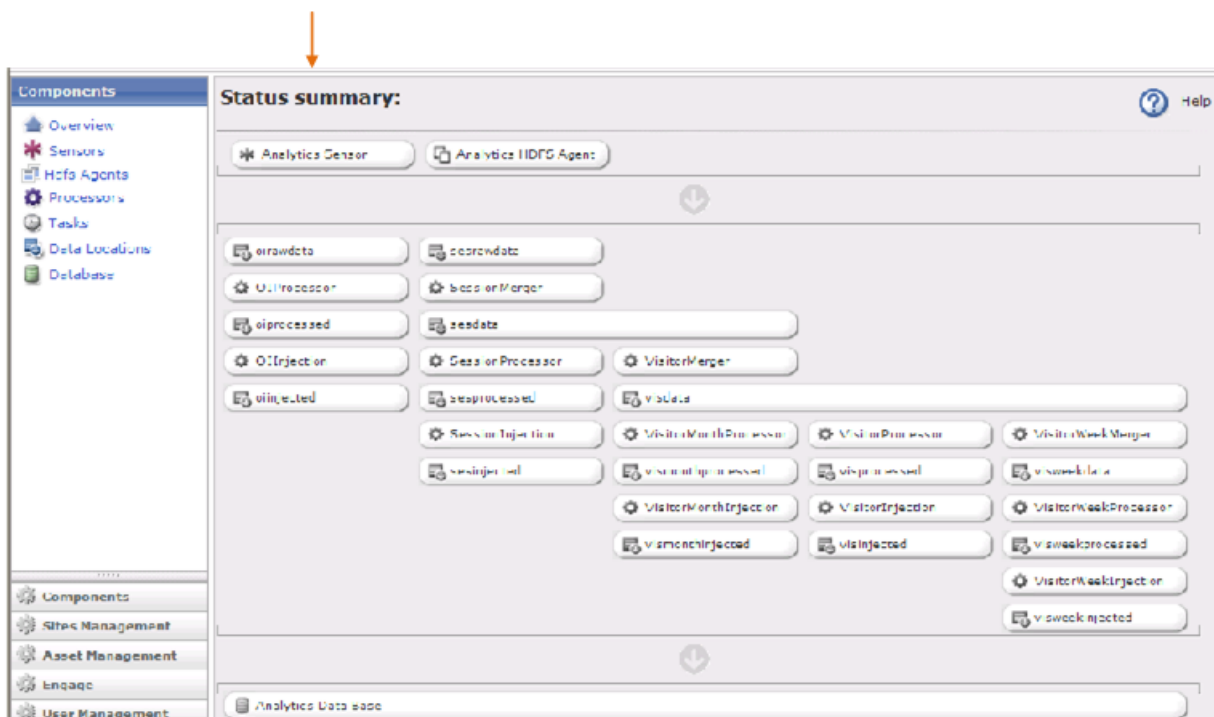 Components
Overview
Sensors
Hdfs Agents
Processors
Tasks
Data Locations
Database
Components
Sites Management
Asset Management
Engage
User Management
Status summary:
Help
Analytics Sensor
Analytics HDFS Agent
oirawdata
sesrawdata
OIProcessor
SessionMerger
oiprocessed
sesdata
OIInjection
SessionProcessor
VisitorMerger
oiinjected
sesprocessed
visdata
SessionInjection
VisitorMonthProcessor
VisitorProcessor
VisitorWeekMerger
sesinjected
vismonthprocessed
visprocessed
visweekdata
VisitorMonthInjection
VisitorInjection
VisitorWeekProcessor
vismonthinjected
visinjected
visweekprocessed
VisitorWeekInjection
visweekinjected
Analytics Data Base